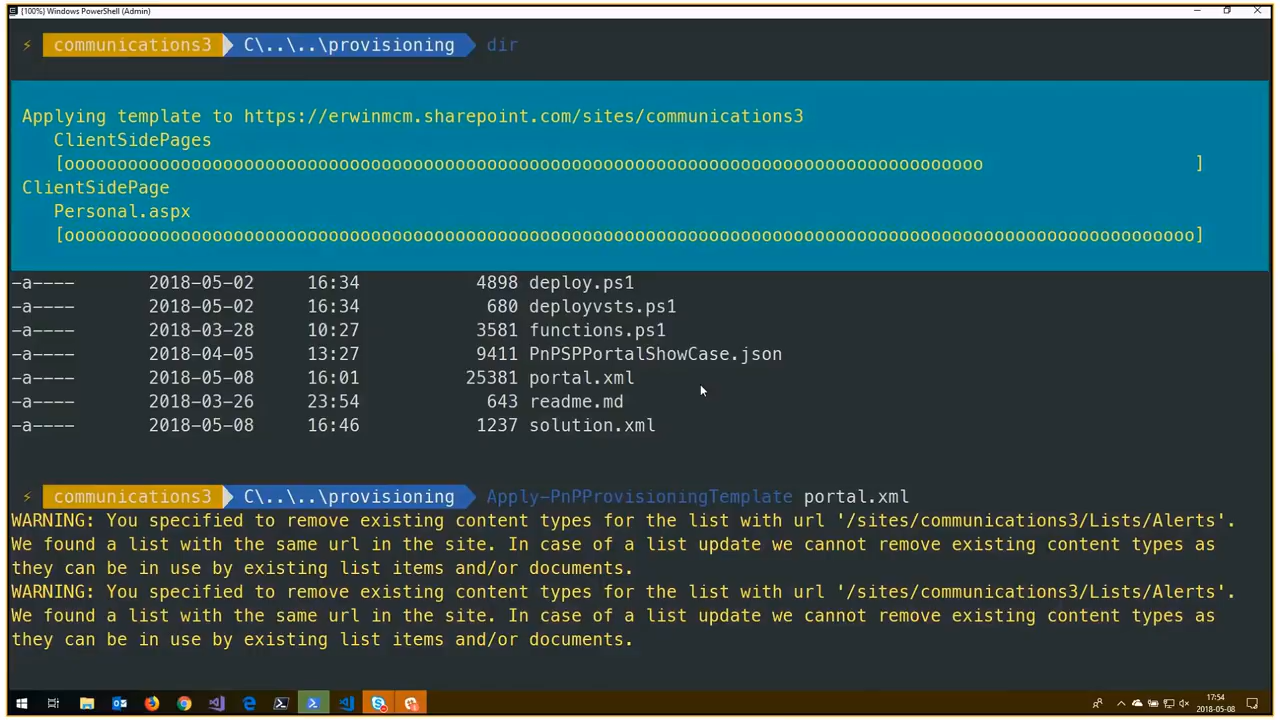 {100%} Windows PowerShell (Admin)
⚡ communications3 C\..\..\provisioning dir
Applying template to https://erwinmcm.sharepoint.com/sites/communications3
ClientSidePages
[ooooooooooooooooooooooooooooooooooooooooooooooooooooooooooooooooooooooooooooooooooooooo                    ]
ClientSidePage
Personal.aspx
[ooooooooooooooooooooooooooooooooooooooooooooooooooooooooooooooooooooooooooooooooooooooooooooooooooooooooooo]
-a---- 2018-05-02 16:34 4898 deploy.ps1
-a---- 2018-05-02 16:34 680 deployvsts.ps1
-a---- 2018-03-28 10:27 3581 functions.ps1
-a---- 2018-04-05 13:27 9411 PnPSPPortalShowCase.json
-a---- 2018-05-08 16:01 25381 portal.xml
-a---- 2018-03-26 23:54 643 readme.md
-a---- 2018-05-08 16:46 1237 solution.xml
⚡ communications3 C\..\..\provisioning Apply-PnPProvisioningTemplate portal.xml
WARNING: You specified to remove existing content types for the list with url '/sites/communications3/Lists/Alerts'.
We found a list with the same url in the site. In case of a list update we cannot remove existing content types as
they can be in use by existing list items and/or documents.
WARNING: You specified to remove existing content types for the list with url '/sites/communications3/Lists/Alerts'.
We found a list with the same url in the site. In case of a list update we cannot remove existing content types as
they can be in use by existing list items and/or documents.
17:54
2018-05-08